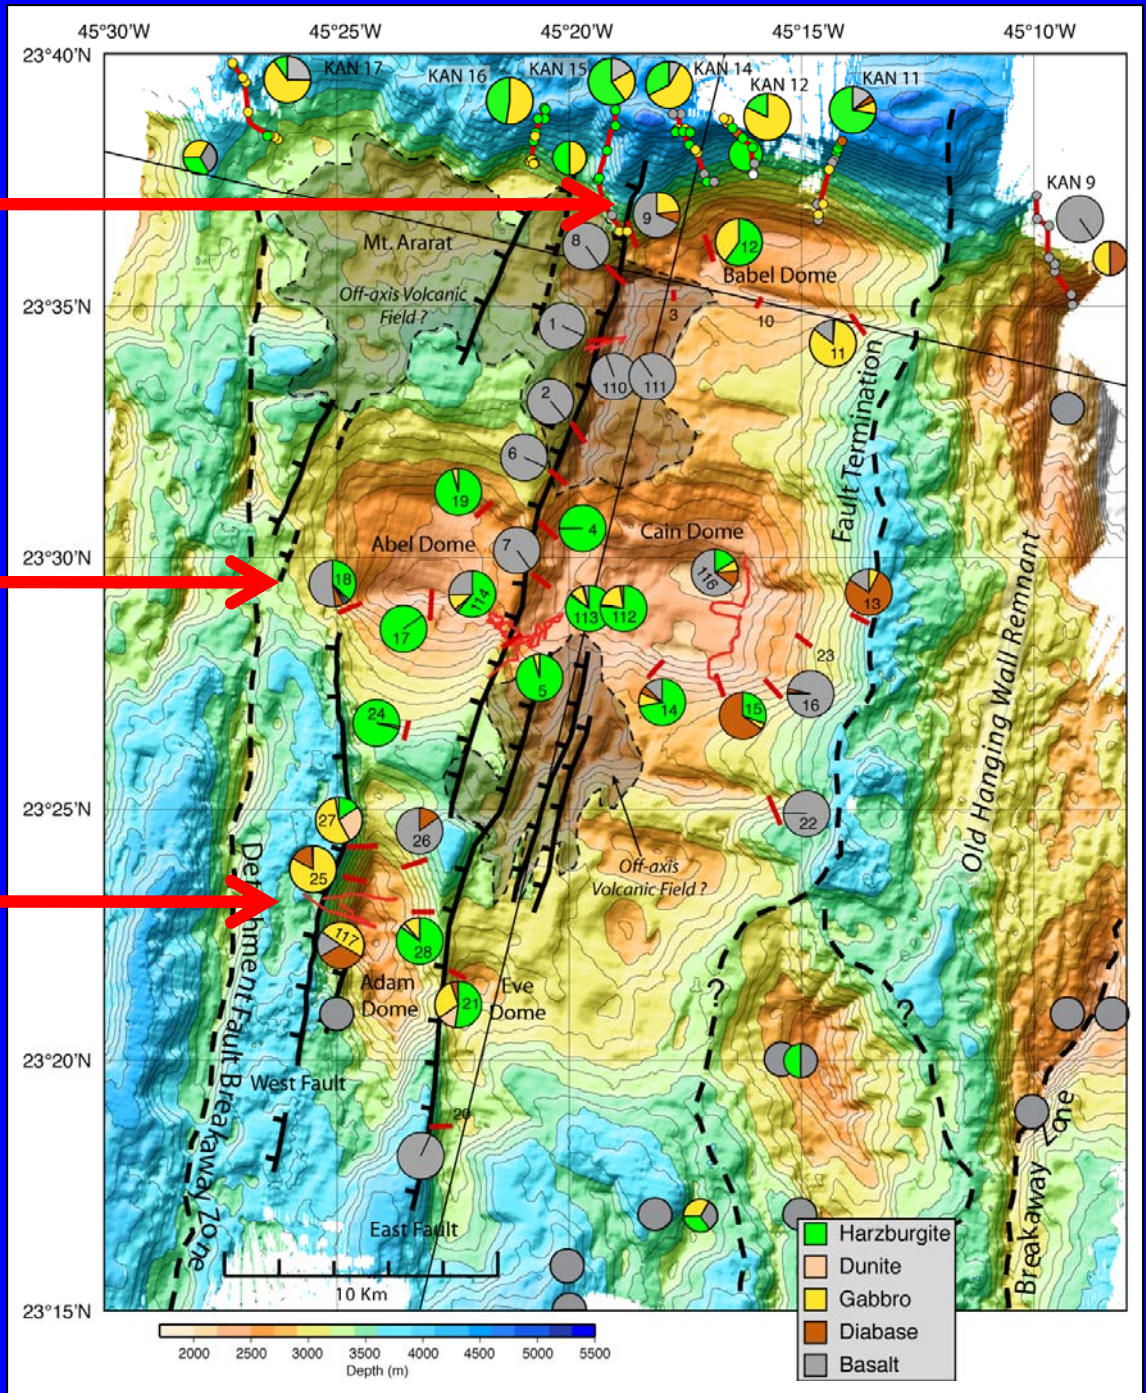 45°30'W
45°25'W
45°20'W
45°15'W
45°10'W
23°40'N
KAN 17
KAN 16
KAN 15
KAN 14
KAN 12
KAN 11
KAN 9
9
8
12
Mt. Ararat
Babel Dome
Off-axis Volcanic
Field ?
23°35'N
3
10
1
11
110
111
2
Fault Termination
6
19
4
Abel Dome
Cain Dome
7
23°30'N
18
114
116
13
113
112
17
23
5
14
15
16
24
Old Hanging Wall Remnant
23°25'N
27
26
22
25
Off-axis
Volcanic Field ?
117
28
Detachment Fault Breakaway Zone
Adam
Dome
Eve
Dome
21
?
?
23°20'N
West Fault
20
Breakaway Zone
East Fault
10 Km
23°15'N
Harzburgite
Dunite
Gabbro
Diabase
Basalt
2000 2500 3000 3500 4000 4500 5000 5500
Depth (m)